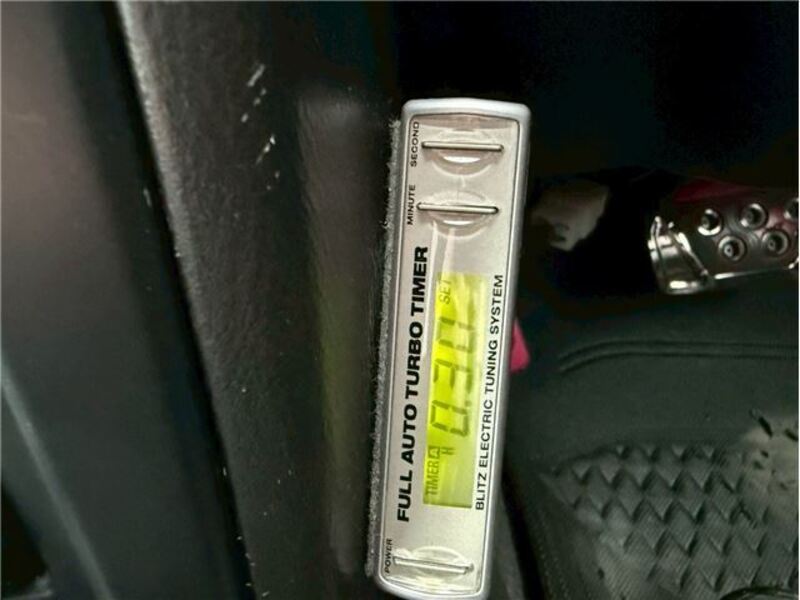 FULL AUTO TURBO TIMER
POWER
TIMER A
H
0.30
SET
MINUTE
SECOND
BLITZ ELECTRIC TUNING SYSTEM